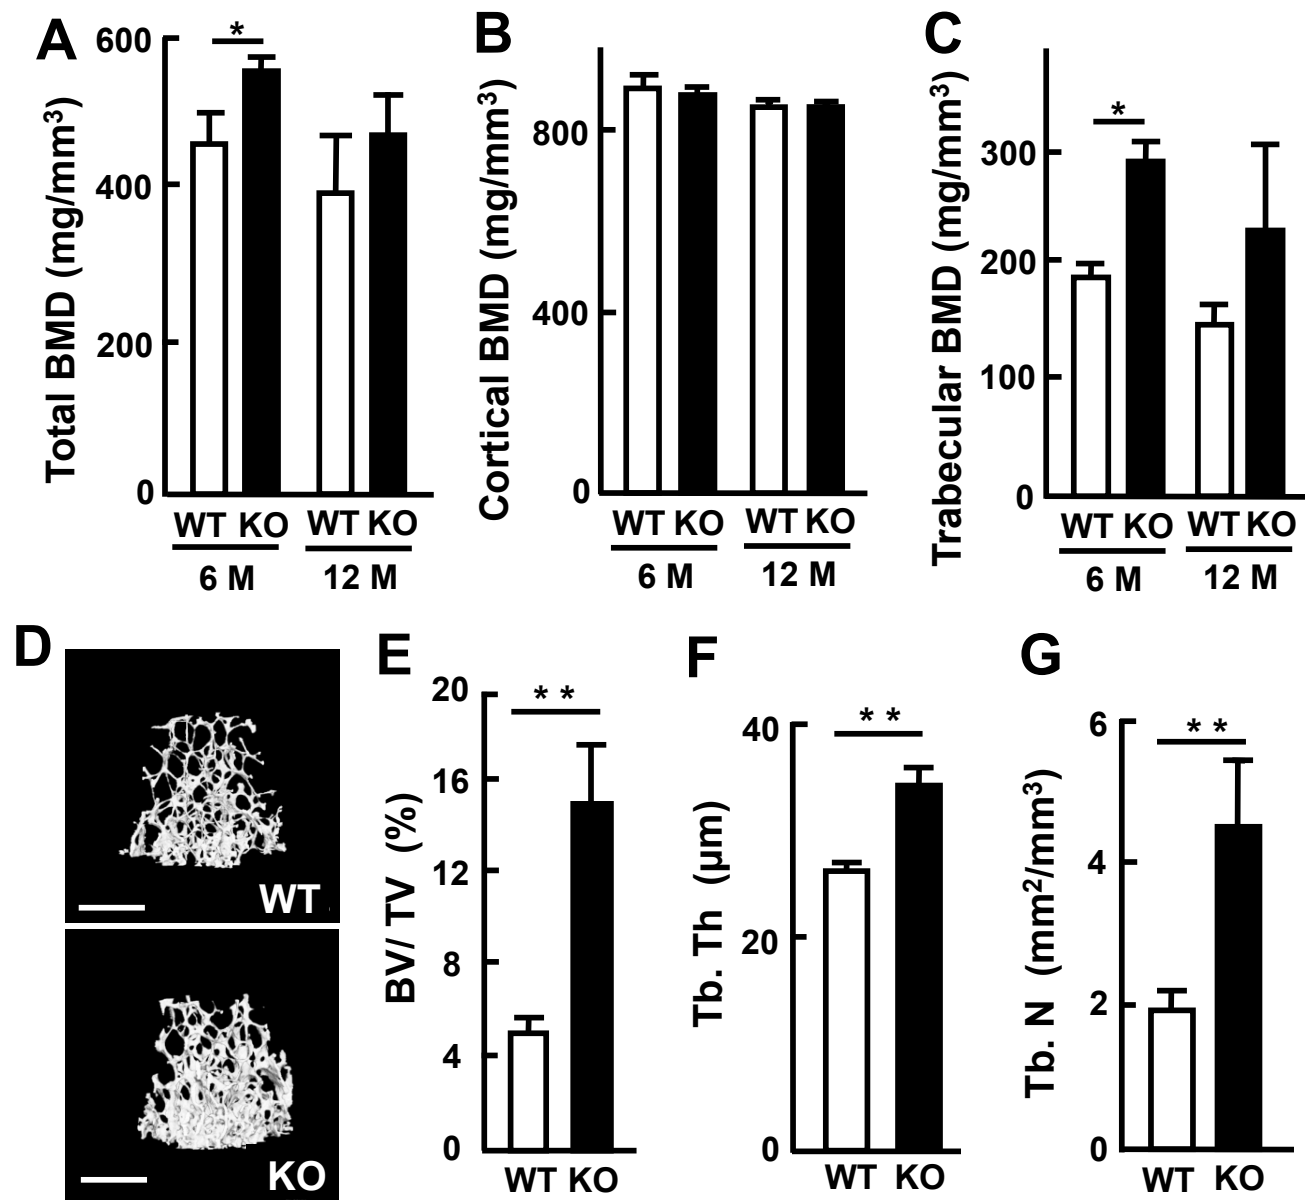 A
Total BMD (mg/mm³)
600
400
200
0
*
WT KO WT KO
6 M 12 M
B
Cortical BMD (mg/mm³)
800
400
0
WT KO WT KO
6 M 12 M
C
Trabecular BMD (mg/mm³)
300
200
100
0
*
WT KO WT KO
6 M 12 M
D
WT
KO
E
BV/ TV (%)
20
16
12
8
4
0
* *
WT KO
F
Tb. Th (µm)
40
20
0
* *
WT KO
G
Tb. N (mm²/mm³)
6
4
2
0
* *
WT KO